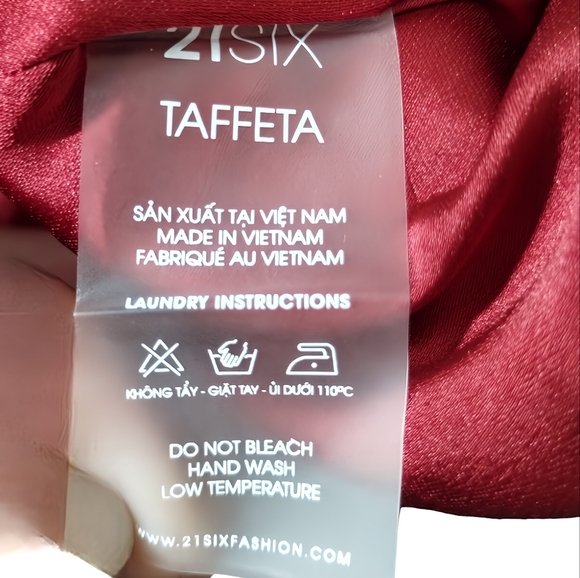 21SIX
TAFFETA
SẢN XUẤT TẠI VIỆT NAM
MADE IN VIETNAM
FABRIQUÉ AU VIETNAM
LAUNDRY INSTRUCTIONS
KHÔNG TẨY - GIẶT TAY - ỦI DƯỚI 110ºC
DO NOT BLEACH
HAND WASH
LOW TEMPERATURE
WWW.21SIXFASHION.COM